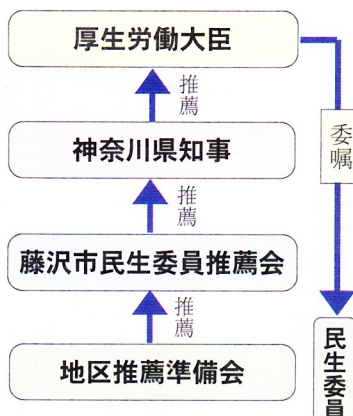 厚生労働大臣
推薦
神奈川県知事
推薦
藤沢市民生委員推薦会
推薦
地区推薦準備会
委嘱
民生委員